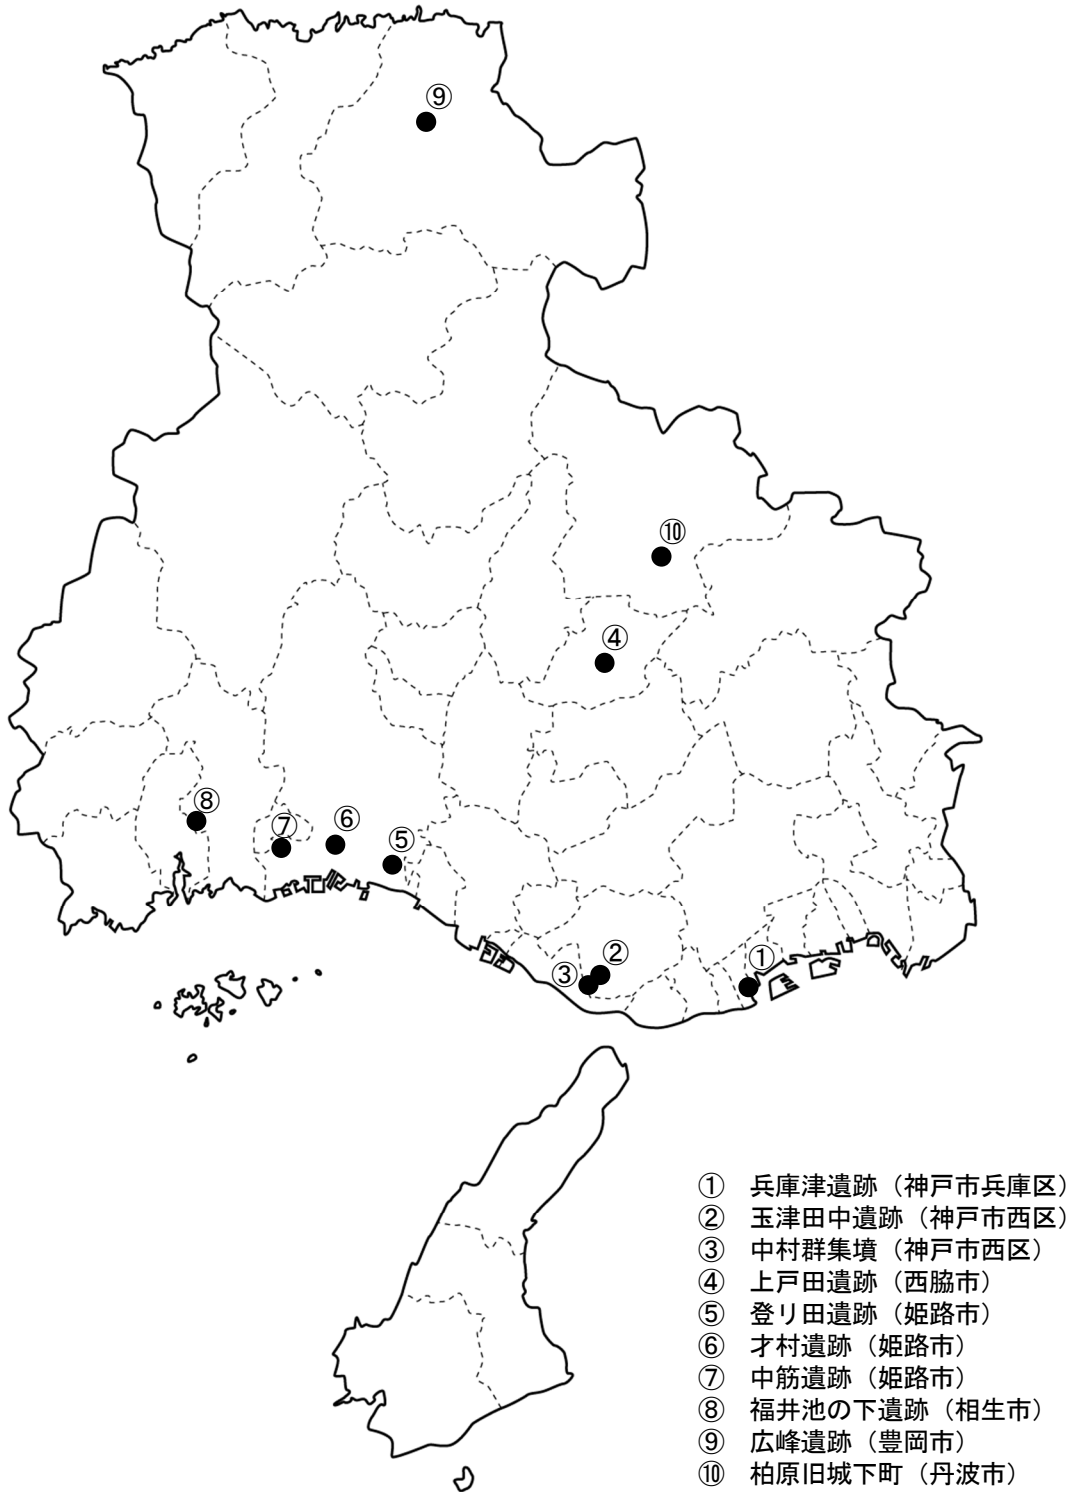 ⑨
⑩
④
⑧
⑦
⑥
⑤
②
③
①
① 兵庫津遺跡（神戸市兵庫区）
② 玉津田中遺跡（神戸市西区）
③ 中村群集墳（神戸市西区）
④ 上戸田遺跡（西脇市）
⑤ 登リ田遺跡（姫路市）
⑥ 才村遺跡（姫路市）
⑦ 中筋遺跡（姫路市）
⑧ 福井池の下遺跡（相生市）
⑨ 広峰遺跡（豊岡市）
⑩ 柏原旧城下町（丹波市）